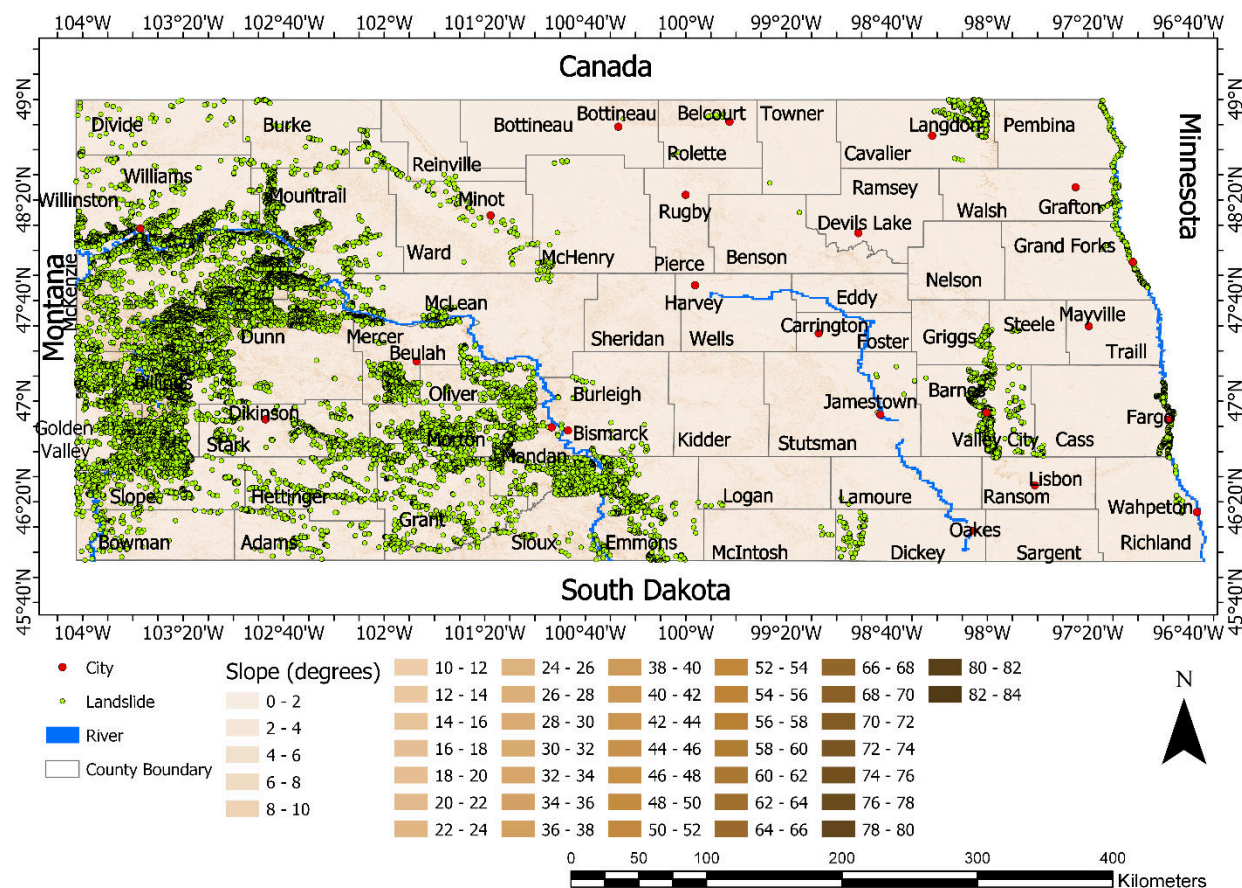 104°W 103°20'W 102°40'W 102°W 101°20'W 100°40'W 100°W 99°20'W 98°40'W 98°W 97°20'W 96°40'W
Canada
49°N 49°N
Divide Burke Bottineau Bottineau Belcourt Towner Langdon Pembina
Reinville Rolette Cavalier
Minnesota
48°20'N Williams Ramsey 48°20'N
Willinston Mountrail Minot Rugby Walsh Grafton
Devils Lake
Ward McHenry Pierce Benson Grand Forks
Nelson
Montana
McKenzie
47°40'N McLean Harvey Eddy 47°40'N
Dunn Mercer Sheridan Wells Carrington Foster Griggs Steele Mayville
Beulah Traill
Billings
47°N Oliver Burleigh Barnes 47°N
Dikinson Jamestown Fargo
Golden Valley Stark Morton Bismarck Kidder Stutsman Valley City Cass
Mandan
46°20'N Lisbon 46°20'N
Slope Hettinger Logan Lamoure Ransom Wahpeton
Grant Oakes
Bowman Adams Sioux Emmons McIntosh Dickey Sargent Richland
South Dakota
45°40'N 45°40'N
104°W 103°20'W 102°40'W 102°W 101°20'W 100°40'W 100°W 99°20'W 98°40'W 98°W 97°20'W 96°40'W
City
Landslide
River
County Boundary
Slope (degrees)
0 - 2
2 - 4
4 - 6
6 - 8
8 - 10
10 - 12
12 - 14
14 - 16
16 - 18
18 - 20
20 - 22
22 - 24
24 - 26
26 - 28
28 - 30
30 - 32
32 - 34
34 - 36
36 - 38
38 - 40
40 - 42
42 - 44
44 - 46
46 - 48
48 - 50
50 - 52
52 - 54
54 - 56
56 - 58
58 - 60
60 - 62
62 - 64
64 - 66
66 - 68
68 - 70
70 - 72
72 - 74
74 - 76
76 - 78
78 - 80
80 - 82
82 - 84
N
0 50 100 200 300 400
Kilometers